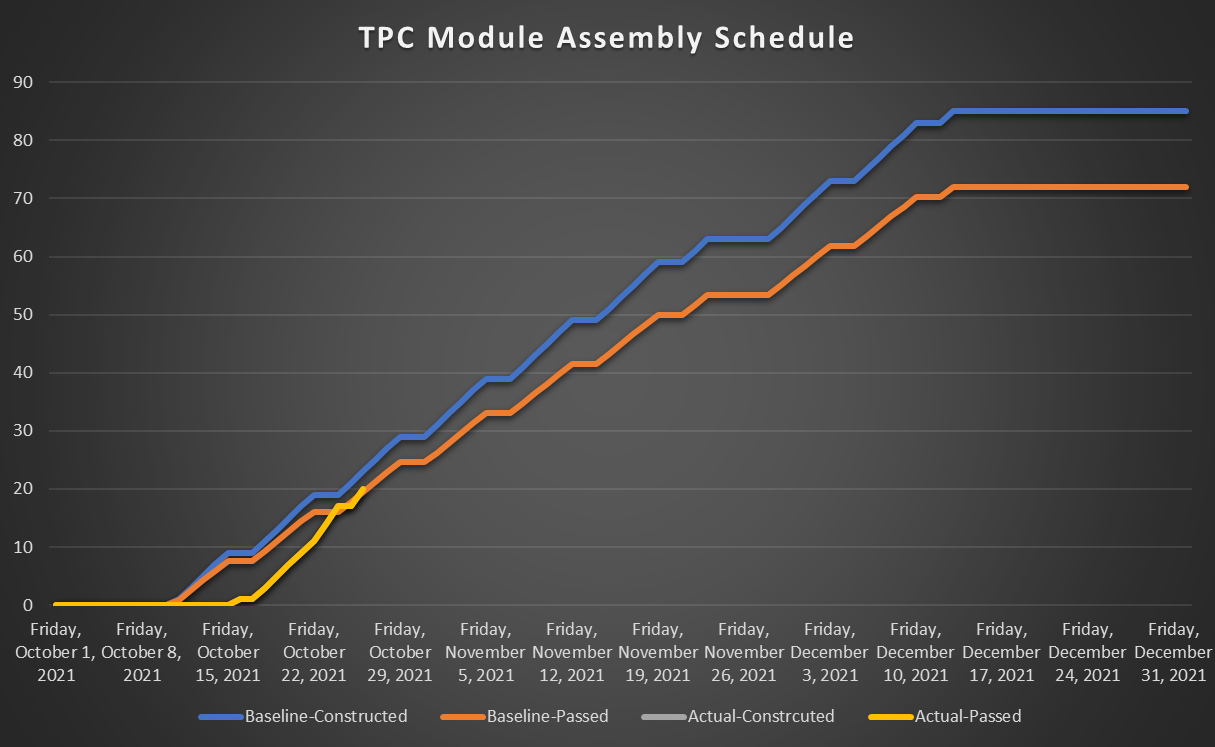 TPC Module Assembly Schedule
90
80
70
60
50
40
30
20
10
0
Friday, Friday, Friday, Friday, Friday, Friday, Friday, Friday, Friday, Friday, Friday, Friday, Friday, Friday,
October 1, October 8, October October October November November November November December December December December December
2021 2021 15, 2021 22, 2021 29, 2021 5, 2021 12, 2021 19, 2021 26, 2021 3, 2021 10, 2021 17, 2021 24, 2021 31, 2021
Baseline-Constructed Baseline-Passed Actual-Constrcuted Actual-Passed